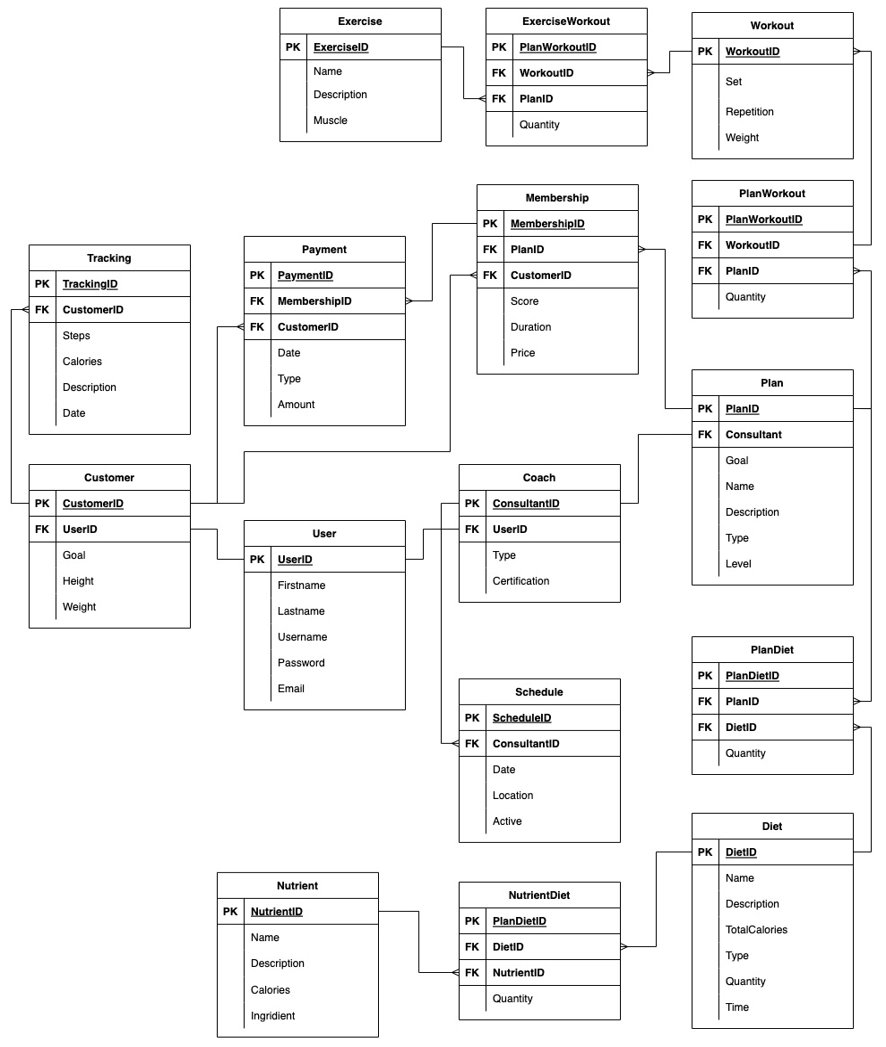 Exercise
PK ExerciseID
Name
Description
Muscle
ExerciseWorkout
PK PlanWorkoutID
FK WorkoutID
FK PlanID
Quantity
Workout
PK WorkoutID
Set
Repetition
Weight
PlanWorkout
PK PlanWorkoutID
FK WorkoutID
FK PlanID
Quantity
Membership
PK MembershipID
FK PlanID
FK CustomerID
Score
Duration
Price
Payment
PK PaymentID
FK MembershipID
FK CustomerID
Date
Type
Amount
Tracking
PK TrackingID
FK CustomerID
Steps
Calories
Description
Date
Plan
PK PlanID
FK Consultant
Goal
Name
Description
Type
Level
Customer
PK CustomerID
FK UserID
Goal
Height
Weight
User
PK UserID
Firstname
Lastname
Username
Password
Email
Coach
PK ConsultantID
FK UserID
Type
Certification
Schedule
PK ScheduleID
FK ConsultantID
Date
Location
Active
PlanDiet
PK PlanDietID
FK PlanID
FK DietID
Quantity
Diet
PK DietID
Name
Description
TotalCalories
Type
Quantity
Time
Nutrient
PK NutrientID
Name
Description
Calories
Ingridient
NutrientDiet
PK PlanDietID
FK DietID
FK NutrientID
Quantity